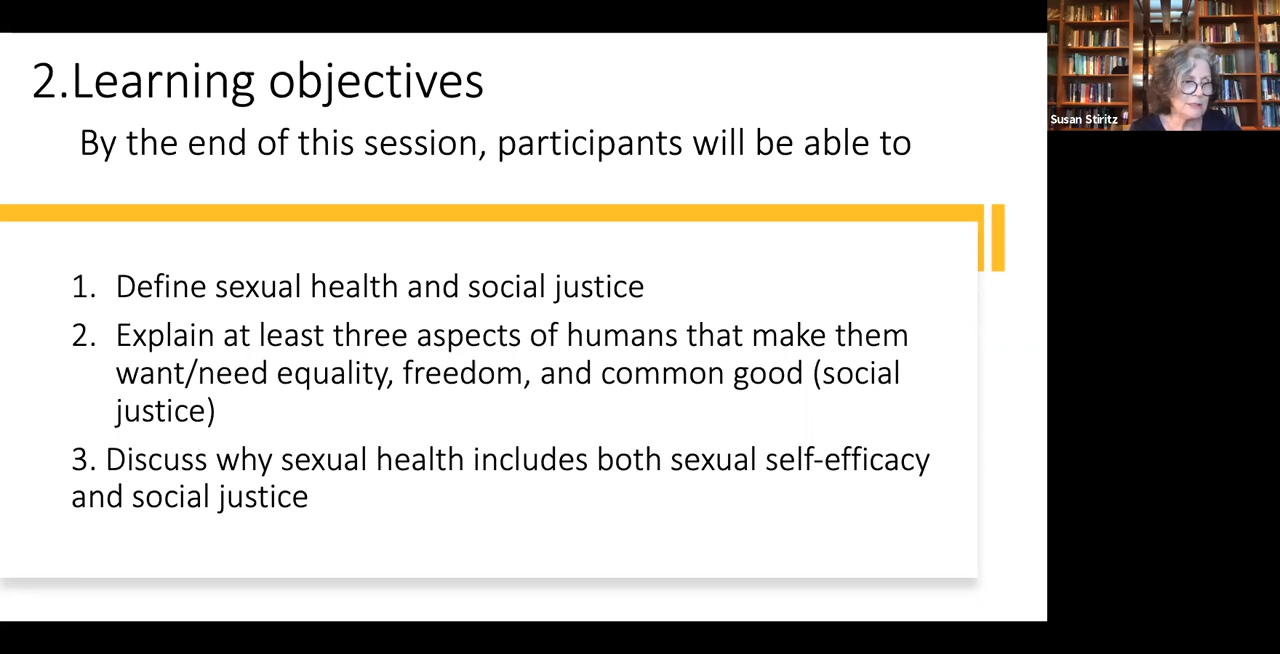 2.Learning objectives
By the end of this session, participants will be able to
1. Define sexual health and social justice
2. Explain at least three aspects of humans that make them
want/need equality, freedom, and common good (social
justice)
3. Discuss why sexual health includes both sexual self-efficacy
and social justice
Susan Stiritz